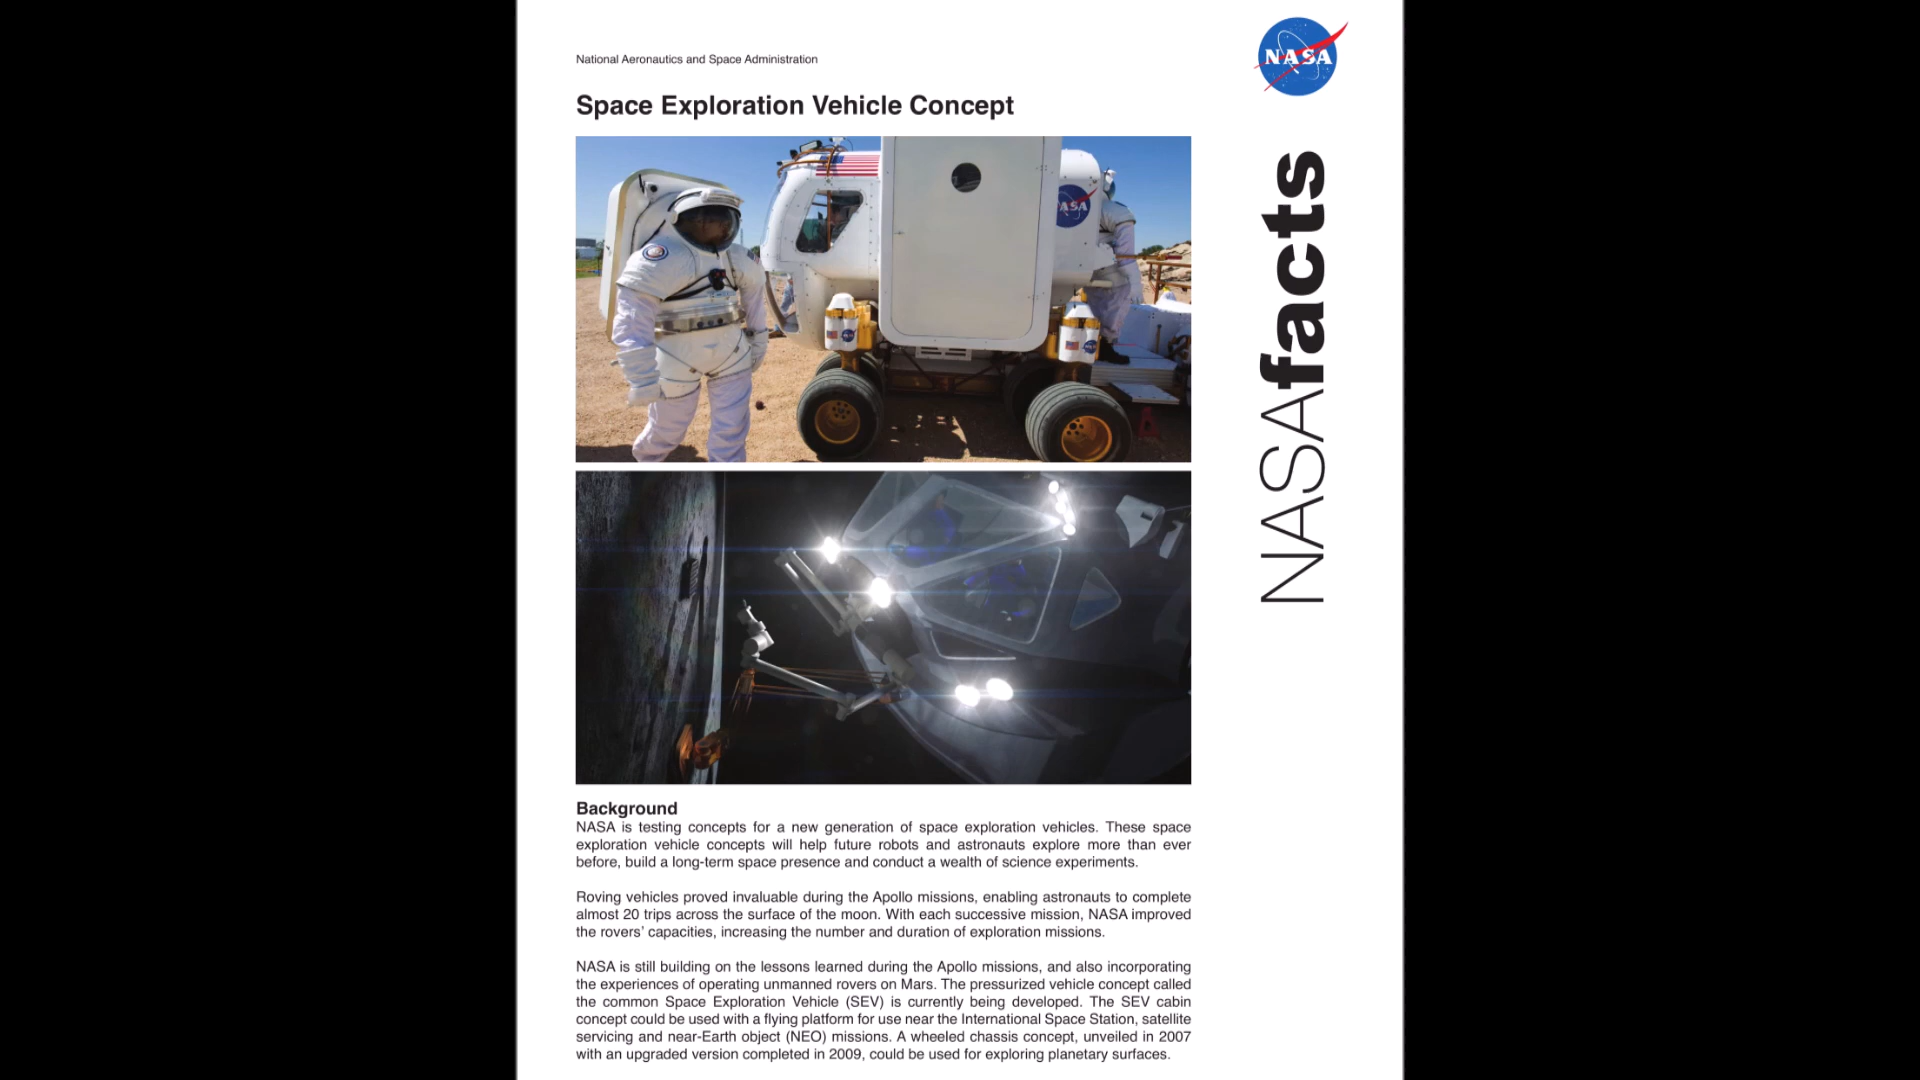 National Aeronautics and Space Administration
NASA
Space Exploration Vehicle Concept
NASA
NASAfacts
Background
NASA is testing concepts for a new generation of space exploration vehicles. These space
exploration vehicle concepts will help future robots and astronauts explore more than ever
before, build a long-term space presence and conduct a wealth of science experiments.
Roving vehicles proved invaluable during the Apollo missions, enabling astronauts to complete
almost 20 trips across the surface of the moon. With each successive mission, NASA improved
the rovers’ capacities, increasing the number and duration of exploration missions.
NASA is still building on the lessons learned during the Apollo missions, and also incorporating
the experiences of operating unmanned rovers on Mars. The pressurized vehicle concept called
the common Space Exploration Vehicle (SEV) is currently being developed. The SEV cabin
concept could be used with a flying platform for use near the International Space Station, satellite
servicing and near-Earth object (NEO) missions. A wheeled chassis concept, unveiled in 2007
with an upgraded version completed in 2009, could be used for exploring planetary surfaces.